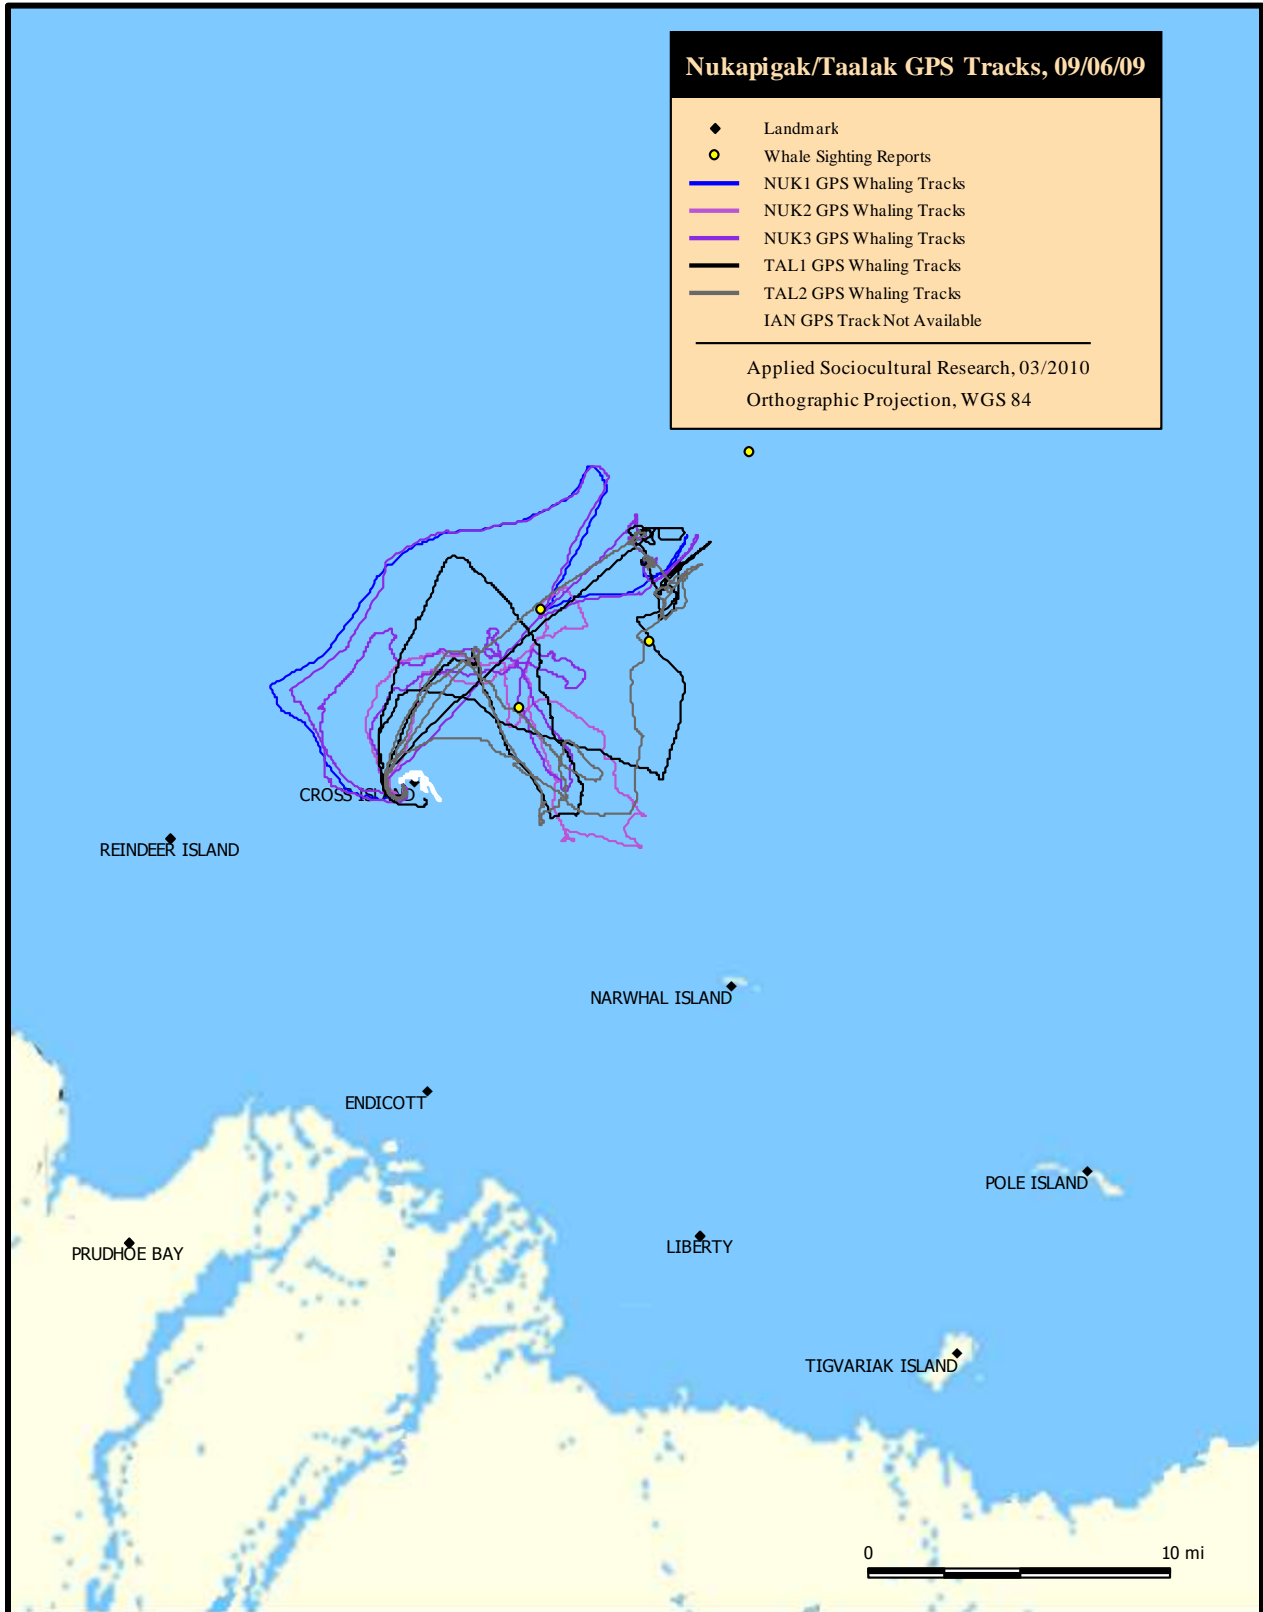 Nukapigak/Taalak GPS Tracks, 09/06/09
Landmark
Whale Sighting Reports
NUK1 GPS Whaling Tracks
NUK2 GPS Whaling Tracks
NUK3 GPS Whaling Tracks
TAL1 GPS Whaling Tracks
TAL2 GPS Whaling Tracks
IAN GPS Track Not Available
Applied Sociocultural Research, 03/2010
Orthographic Projection, WGS 84
CROSS ISLAND
REINDEER ISLAND
NARWHAL ISLAND
ENDICOTT
POLE ISLAND
PRUDHOE BAY
LIBERTY
TIGVARIAK ISLAND
0 10 mi